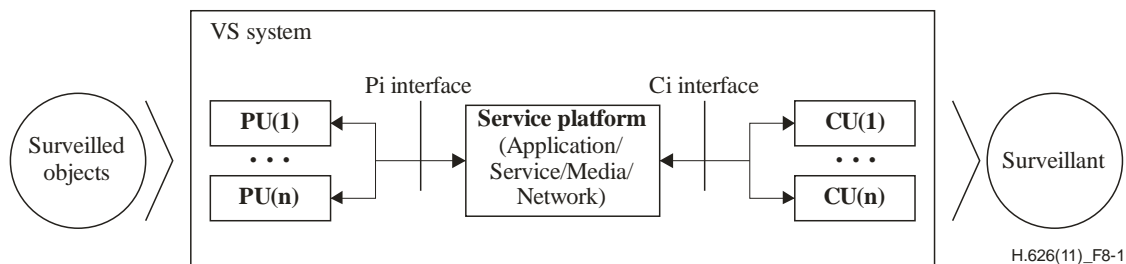 VS system
Pi interface
Ci interface
Surveilled
objects
PU(1)
• • •
PU(n)
Service platform
(Application/
Service/Media/
Network)
CU(1)
• • •
CU(n)
Surveillant
H.626(11)_F8-1